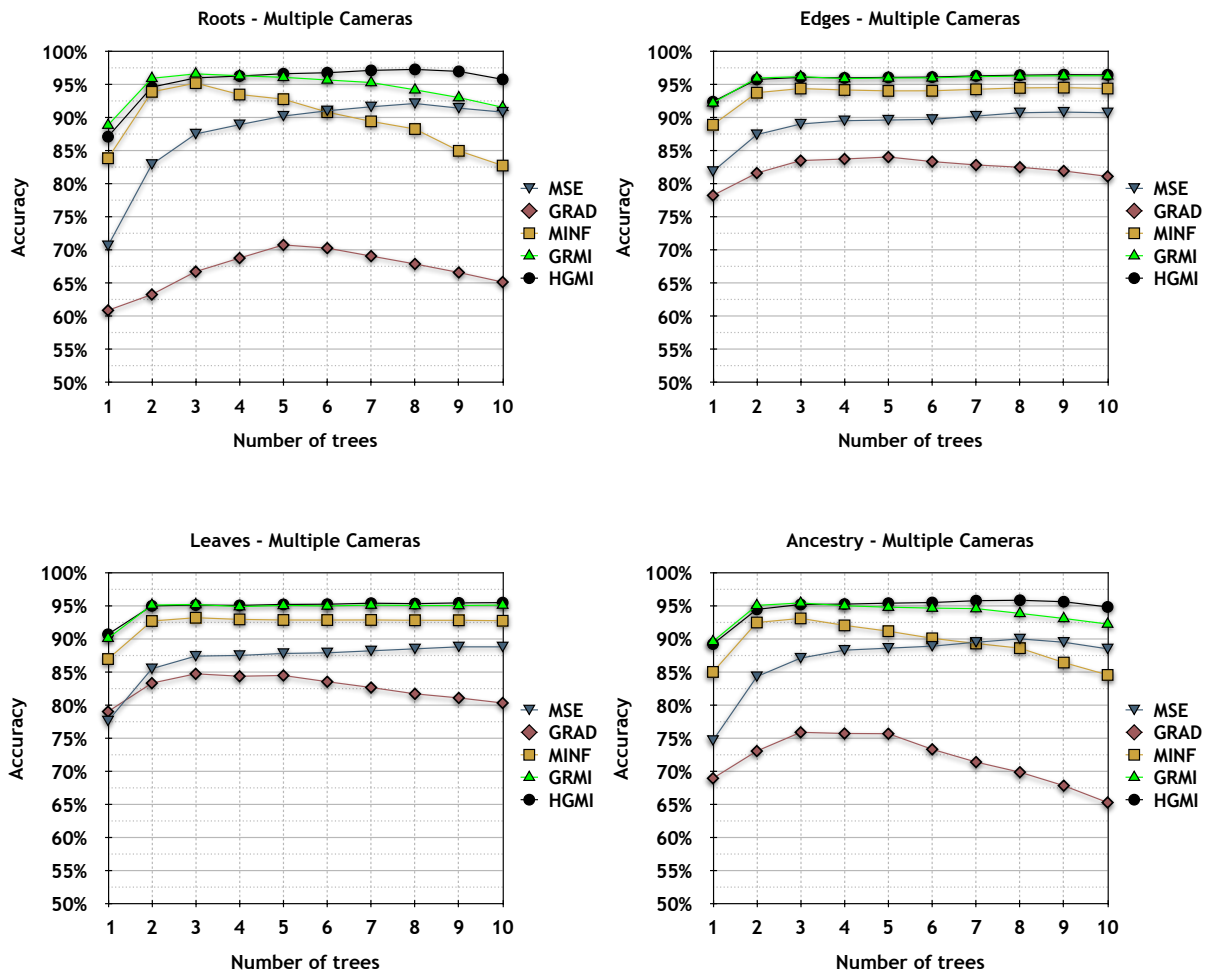 Roots - Multiple Cameras
100%
95%
90%
85%
80%
75%
70%
65%
60%
55%
50%
Accuracy
1 2 3 4 5 6 7 8 9 10
Number of trees
MSE
GRAD
MINF
GRMI
HGMI
Edges - Multiple Cameras
100%
95%
90%
85%
80%
75%
70%
65%
60%
55%
50%
Accuracy
1 2 3 4 5 6 7 8 9 10
Number of trees
MSE
GRAD
MINF
GRMI
HGMI
Leaves - Multiple Cameras
100%
95%
90%
85%
80%
75%
70%
65%
60%
55%
50%
Accuracy
1 2 3 4 5 6 7 8 9 10
Number of trees
MSE
GRAD
MINF
GRMI
HGMI
Ancestry - Multiple Cameras
100%
95%
90%
85%
80%
75%
70%
65%
60%
55%
50%
Accuracy
1 2 3 4 5 6 7 8 9 10
Number of trees
MSE
GRAD
MINF
GRMI
HGMI